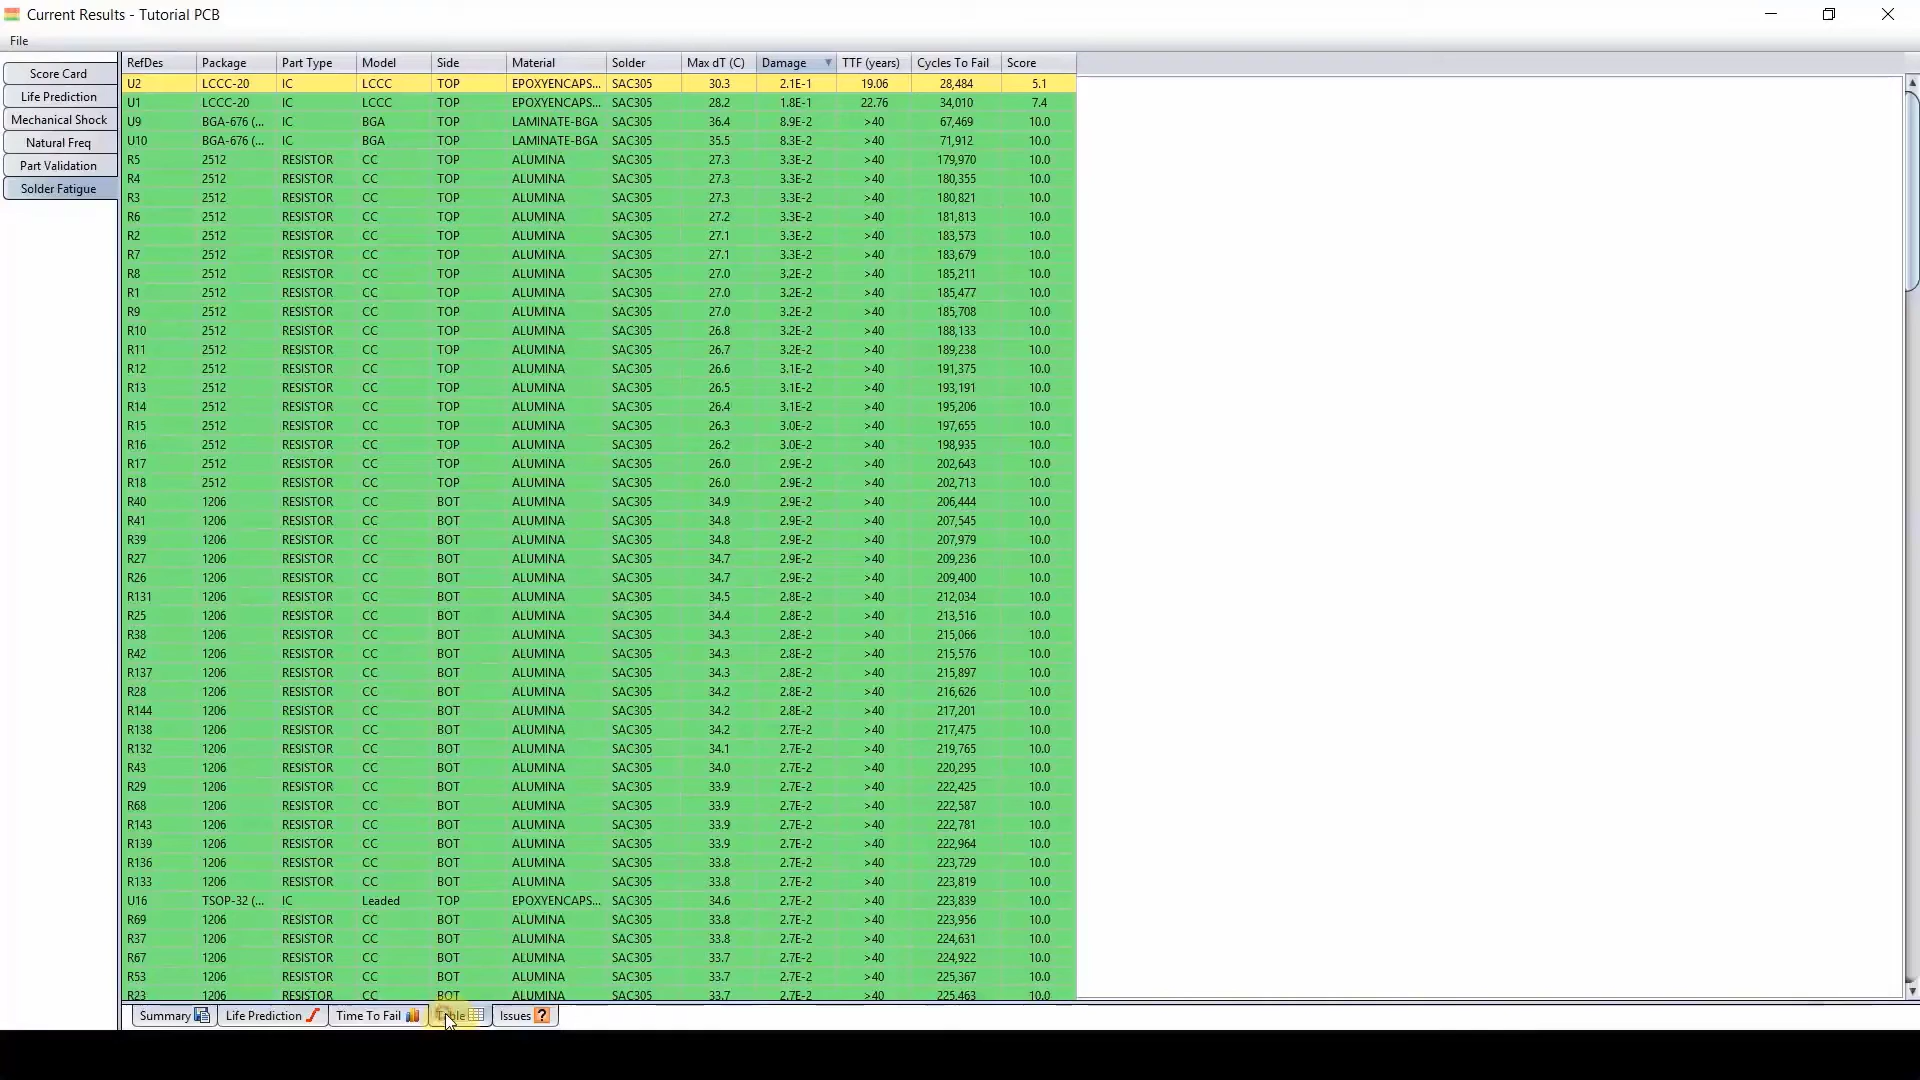 Current Results - Tutorial PCB
File
Score Card
Life Prediction
Mechanical Shock
Natural Freq
Part Validation
Solder Fatigue
RefDes Package Part Type Model Side Material Solder Max dT (C) Damage TTF (years) Cycles To Fail Score
U2 LCCC-20 IC LCCC TOP EPOXYENCAPS... SAC305 30.3 2.1E-1 19.06 28,484 5.1
U1 LCCC-20 IC LCCC TOP EPOXYENCAPS... SAC305 28.2 1.8E-1 22.76 34,010 7.4
U9 BGA-676 (... IC BGA TOP LAMINATE-BGA SAC305 36.4 8.9E-2 >40 67,469 10.0
U10 BGA-676 (... IC BGA TOP LAMINATE-BGA SAC305 35.5 8.3E-2 >40 71,912 10.0
R5 2512 RESISTOR CC TOP ALUMINA SAC305 27.3 3.3E-2 >40 179,970 10.0
R4 2512 RESISTOR CC TOP ALUMINA SAC305 27.3 3.3E-2 >40 180,355 10.0
R3 2512 RESISTOR CC TOP ALUMINA SAC305 27.3 3.3E-2 >40 180,821 10.0
R6 2512 RESISTOR CC TOP ALUMINA SAC305 27.2 3.3E-2 >40 181,813 10.0
R2 2512 RESISTOR CC TOP ALUMINA SAC305 27.1 3.3E-2 >40 183,573 10.0
R7 2512 RESISTOR CC TOP ALUMINA SAC305 27.1 3.3E-2 >40 183,679 10.0
R8 2512 RESISTOR CC TOP ALUMINA SAC305 27.0 3.2E-2 >40 185,211 10.0
R1 2512 RESISTOR CC TOP ALUMINA SAC305 27.0 3.2E-2 >40 185,477 10.0
R9 2512 RESISTOR CC TOP ALUMINA SAC305 27.0 3.2E-2 >40 185,708 10.0
R10 2512 RESISTOR CC TOP ALUMINA SAC305 26.8 3.2E-2 >40 188,133 10.0
R11 2512 RESISTOR CC TOP ALUMINA SAC305 26.7 3.2E-2 >40 189,238 10.0
R12 2512 RESISTOR CC TOP ALUMINA SAC305 26.6 3.1E-2 >40 191,375 10.0
R13 2512 RESISTOR CC TOP ALUMINA SAC305 26.5 3.1E-2 >40 193,191 10.0
R14 2512 RESISTOR CC TOP ALUMINA SAC305 26.4 3.1E-2 >40 195,206 10.0
R15 2512 RESISTOR CC TOP ALUMINA SAC305 26.3 3.0E-2 >40 197,655 10.0
R16 2512 RESISTOR CC TOP ALUMINA SAC305 26.2 3.0E-2 >40 198,935 10.0
R17 2512 RESISTOR CC TOP ALUMINA SAC305 26.0 2.9E-2 >40 202,643 10.0
R18 2512 RESISTOR CC TOP ALUMINA SAC305 26.0 2.9E-2 >40 202,713 10.0
R40 1206 RESISTOR CC BOT ALUMINA SAC305 34.9 2.9E-2 >40 206,444 10.0
R41 1206 RESISTOR CC BOT ALUMINA SAC305 34.8 2.9E-2 >40 207,545 10.0
R39 1206 RESISTOR CC BOT ALUMINA SAC305 34.8 2.9E-2 >40 207,979 10.0
R27 1206 RESISTOR CC BOT ALUMINA SAC305 34.7 2.9E-2 >40 209,236 10.0
R26 1206 RESISTOR CC BOT ALUMINA SAC305 34.7 2.9E-2 >40 209,400 10.0
R131 1206 RESISTOR CC BOT ALUMINA SAC305 34.5 2.8E-2 >40 212,034 10.0
R25 1206 RESISTOR CC BOT ALUMINA SAC305 34.4 2.8E-2 >40 213,516 10.0
R38 1206 RESISTOR CC BOT ALUMINA SAC305 34.3 2.8E-2 >40 215,066 10.0
R42 1206 RESISTOR CC BOT ALUMINA SAC305 34.3 2.8E-2 >40 215,576 10.0
R137 1206 RESISTOR CC BOT ALUMINA SAC305 34.3 2.8E-2 >40 215,897 10.0
R28 1206 RESISTOR CC BOT ALUMINA SAC305 34.2 2.8E-2 >40 216,626 10.0
R144 1206 RESISTOR CC BOT ALUMINA SAC305 34.2 2.8E-2 >40 217,201 10.0
R138 1206 RESISTOR CC BOT ALUMINA SAC305 34.2 2.7E-2 >40 217,475 10.0
R132 1206 RESISTOR CC BOT ALUMINA SAC305 34.1 2.7E-2 >40 219,765 10.0
R43 1206 RESISTOR CC BOT ALUMINA SAC305 34.0 2.7E-2 >40 220,295 10.0
R29 1206 RESISTOR CC BOT ALUMINA SAC305 33.9 2.7E-2 >40 222,425 10.0
R68 1206 RESISTOR CC BOT ALUMINA SAC305 33.9 2.7E-2 >40 222,587 10.0
R143 1206 RESISTOR CC BOT ALUMINA SAC305 33.9 2.7E-2 >40 222,781 10.0
R139 1206 RESISTOR CC BOT ALUMINA SAC305 33.9 2.7E-2 >40 222,964 10.0
R136 1206 RESISTOR CC BOT ALUMINA SAC305 33.8 2.7E-2 >40 223,729 10.0
R133 1206 RESISTOR CC BOT ALUMINA SAC305 33.8 2.7E-2 >40 223,819 10.0
U16 TSOP-32 (... IC Leaded TOP EPOXYENCAPS... SAC305 34.6 2.7E-2 >40 223,839 10.0
R69 1206 RESISTOR CC BOT ALUMINA SAC305 33.8 2.7E-2 >40 223,956 10.0
R37 1206 RESISTOR CC BOT ALUMINA SAC305 33.8 2.7E-2 >40 224,631 10.0
R67 1206 RESISTOR CC BOT ALUMINA SAC305 33.7 2.7E-2 >40 224,922 10.0
R53 1206 RESISTOR CC BOT ALUMINA SAC305 33.7 2.7E-2 >40 225,367 10.0
R23 1206 RESISTOR CC BOT ALUMINA SAC305 33.7 2.7E-2 >40 225,463 10.0
Summary Life Prediction Time To Fail Table Issues